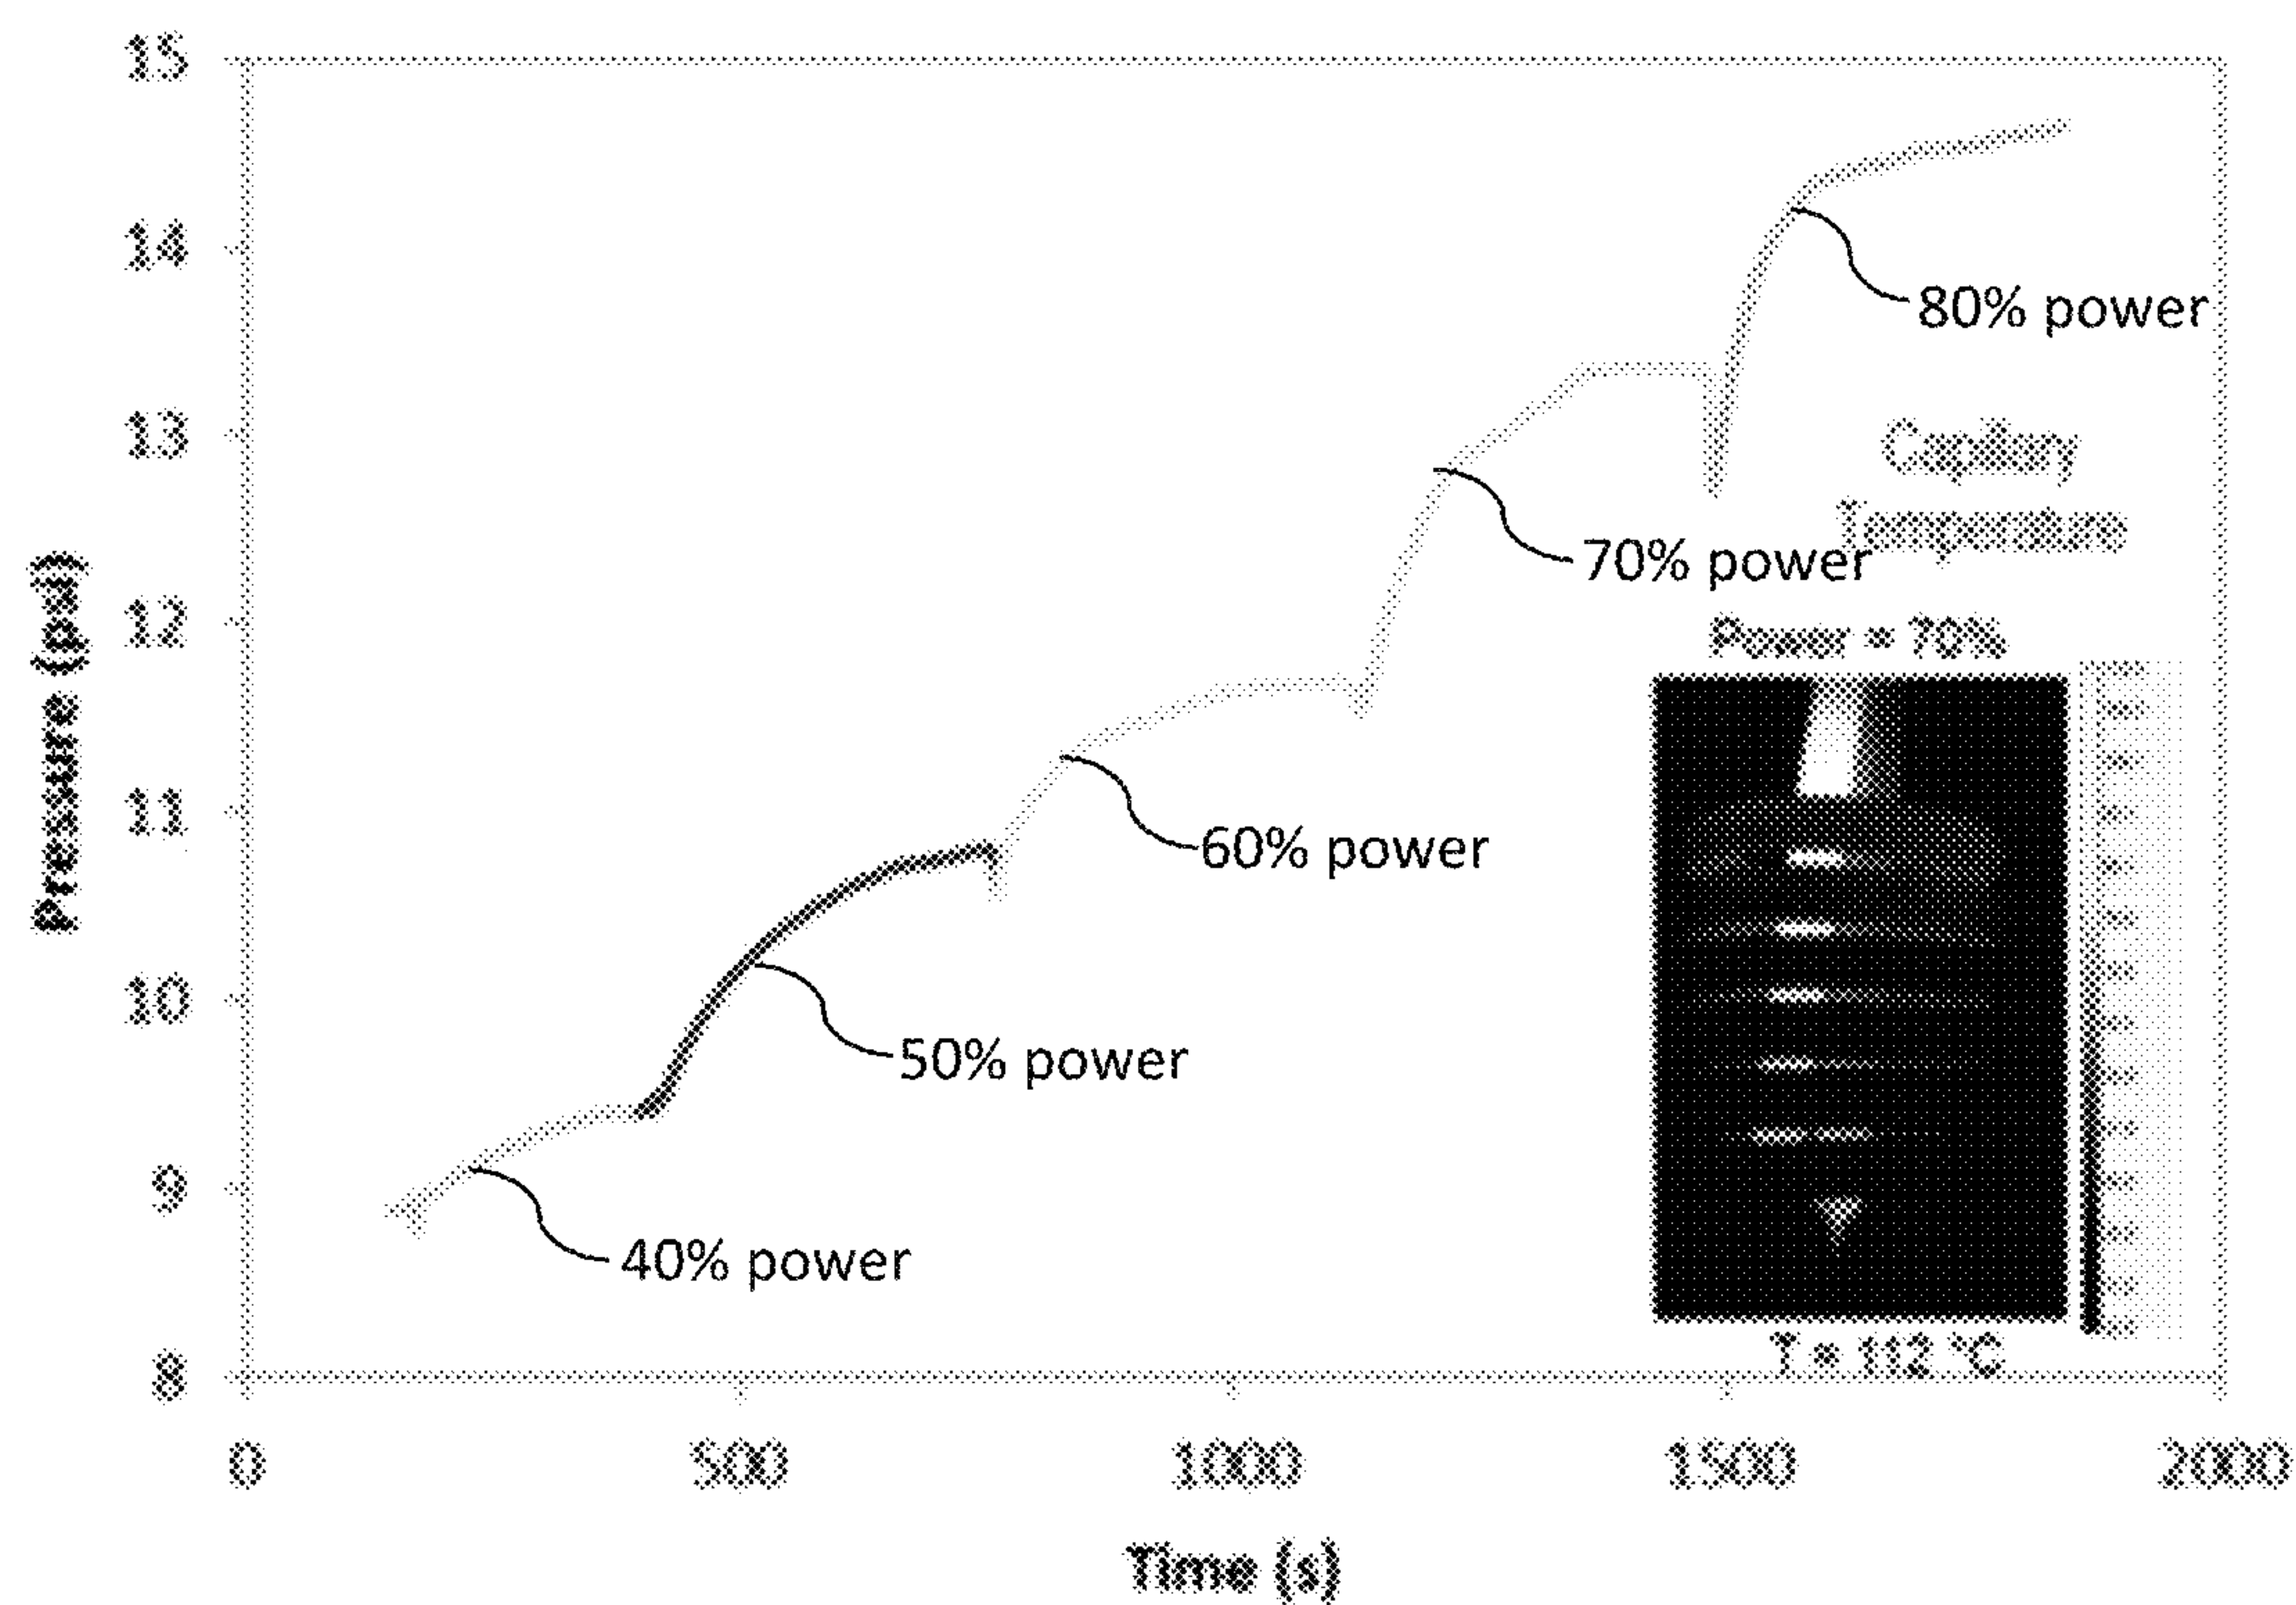 15
14
13
12
11
10
9
8
Pressure (psi)
0
500
1000
1500
2000
Time (s)
80% power
70% power
60% power
50% power
40% power
Capillary
Temperature
Power = 70%
T = 112 °C